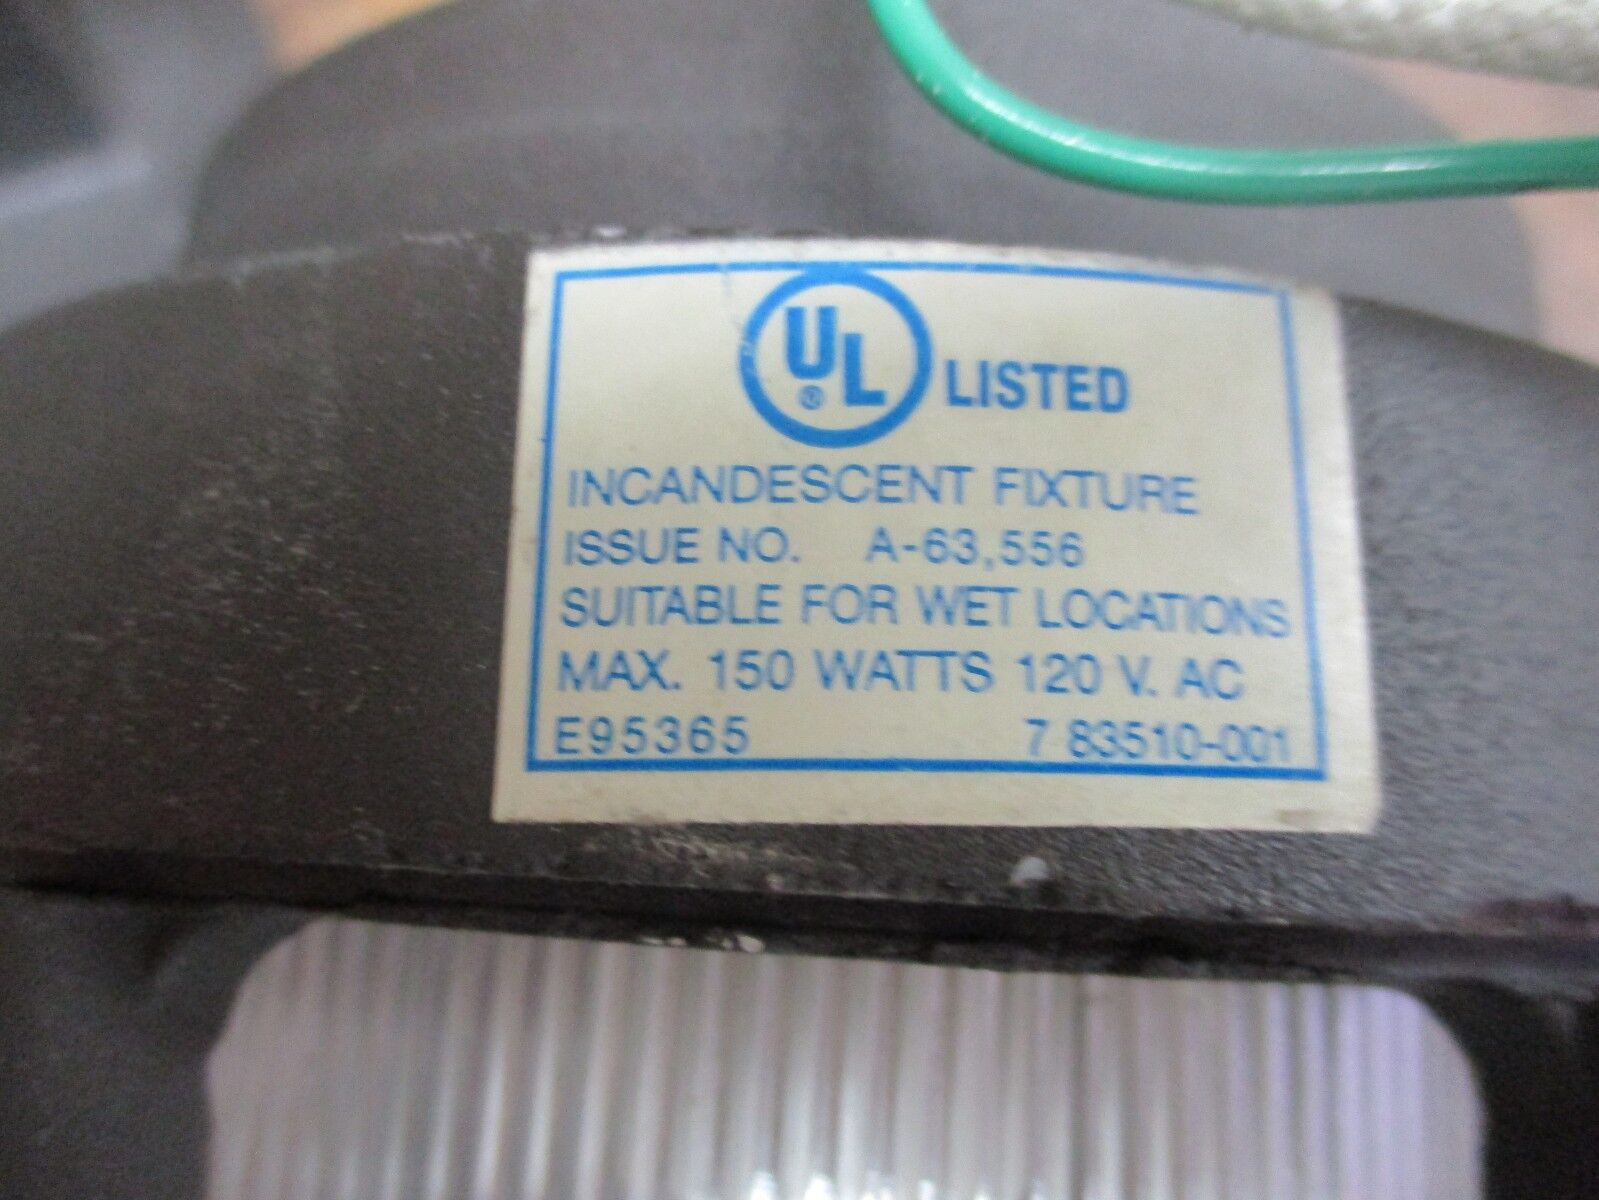 UL® LISTED
INCANDESCENT FIXTURE
ISSUE NO. A-63,556
SUITABLE FOR WET LOCATIONS
MAX. 150 WATTS 120 V. AC
E95365 7 83510-001